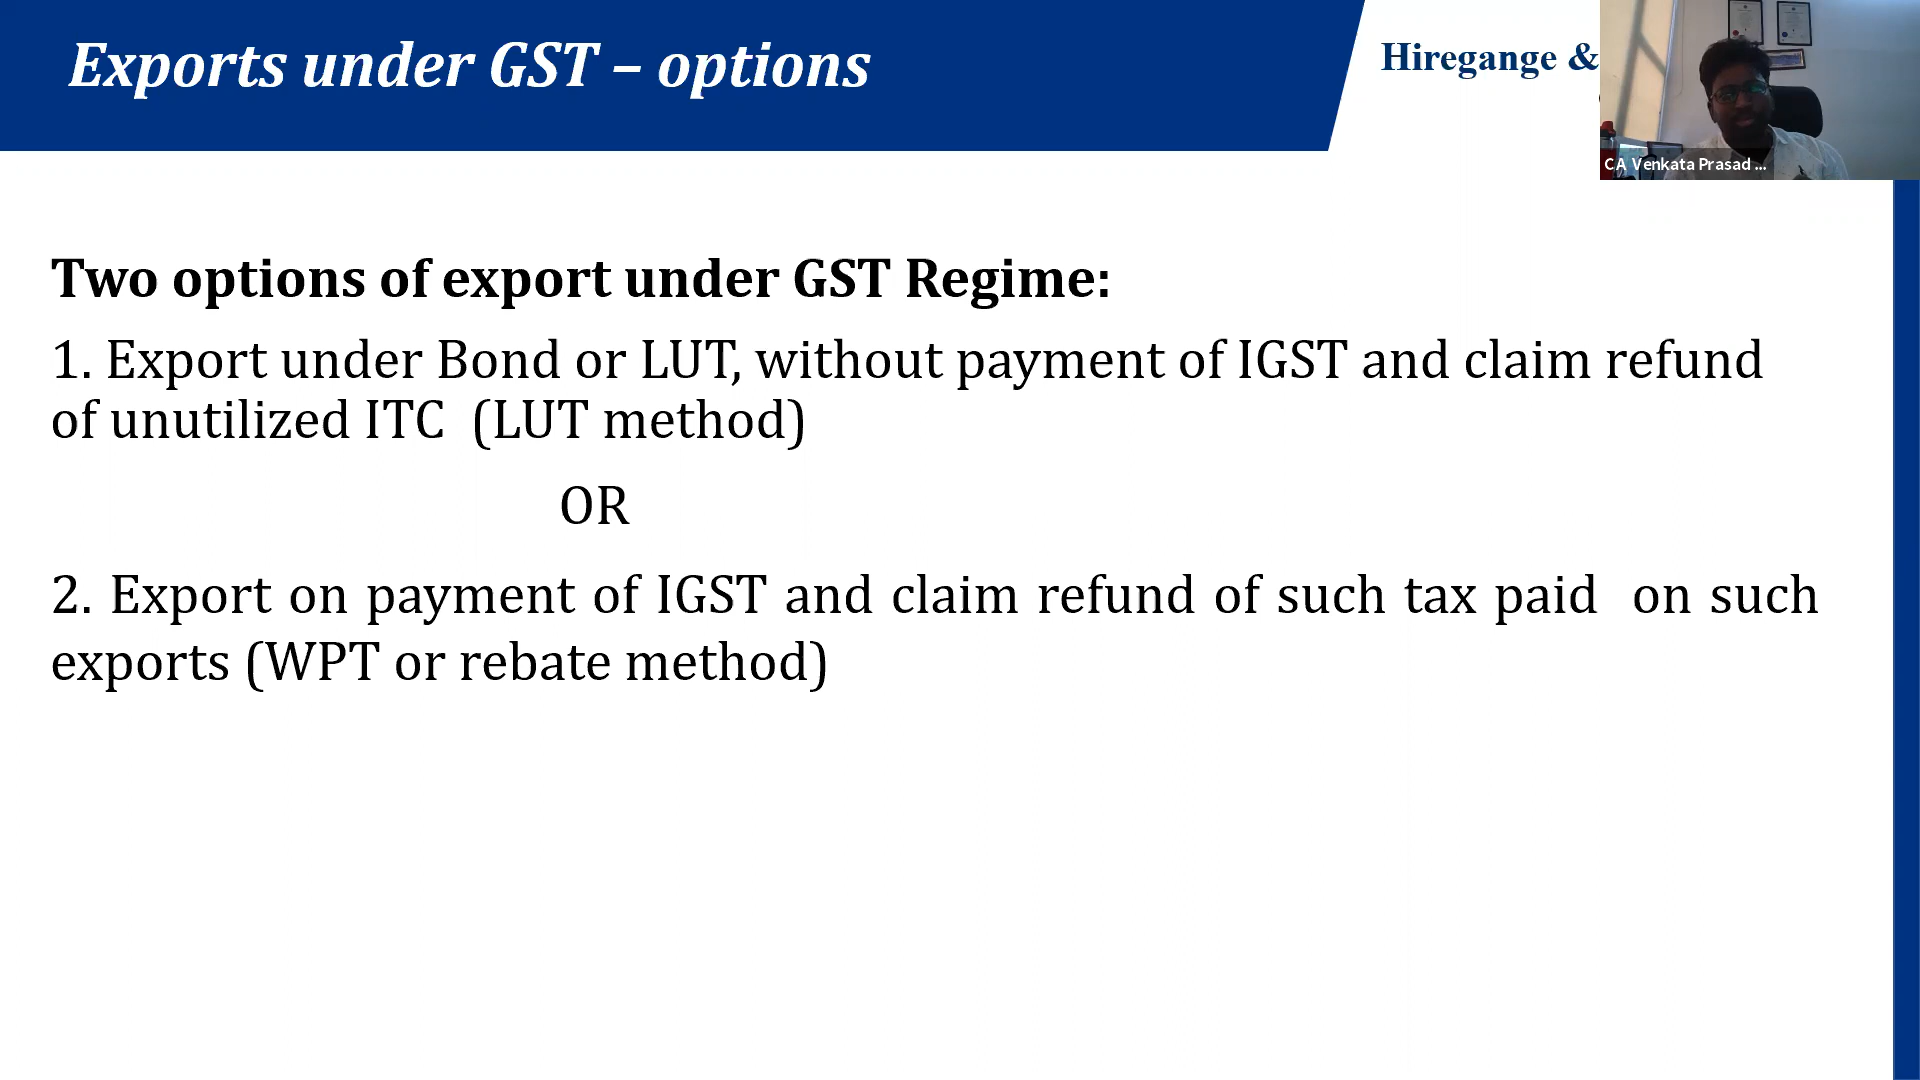 Exports under GST – options
Hiregange &
CA Venkata Prasad ...
Two options of export under GST Regime:
1. Export under Bond or LUT, without payment of IGST and claim refund
of unutilized ITC (LUT method)
OR
2. Export on payment of IGST and claim refund of such tax paid on such
exports (WPT or rebate method)